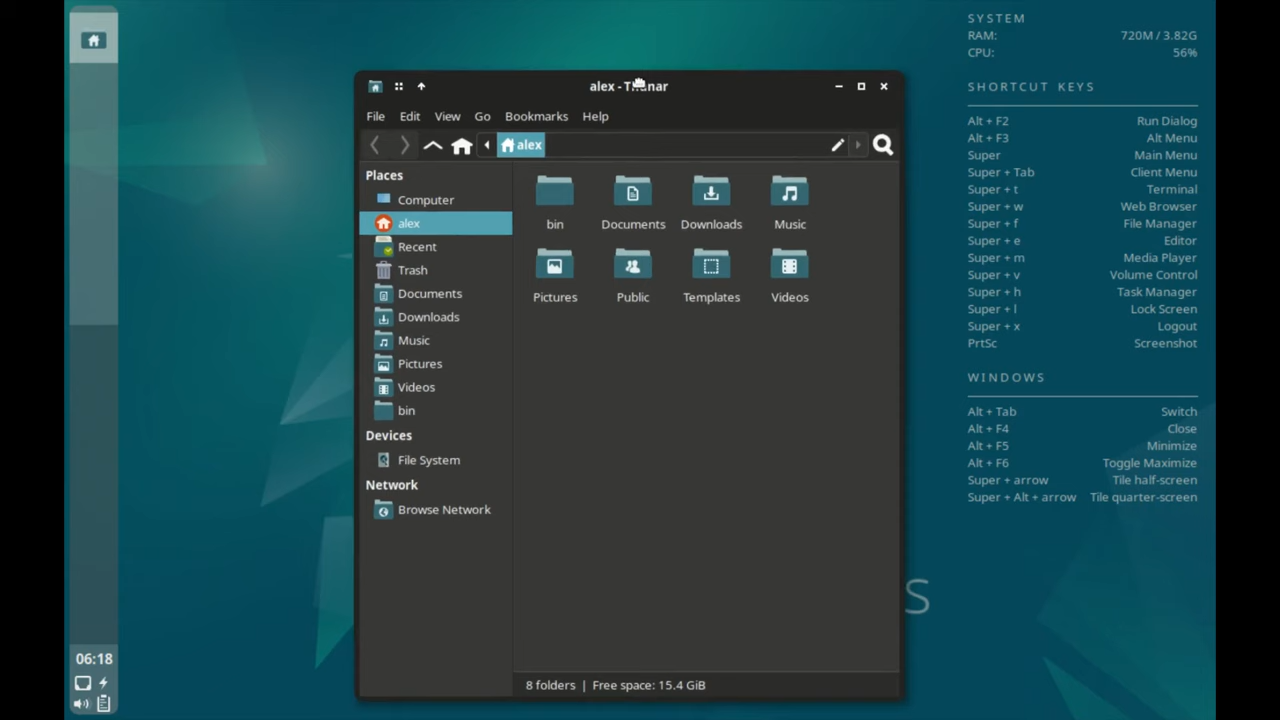 alex - Thunar
File Edit View Go Bookmarks Help
alex
Places
Computer
alex
Recent
Trash
Documents
Downloads
Music
Pictures
Videos
bin
Devices
File System
Network
Browse Network
bin Documents Downloads Music
Pictures Public Templates Videos
8 folders | Free space: 15.4 GiB
06:18
SYSTEM
RAM: 720M / 3.82G
CPU: 56%
SHORTCUT KEYS
Alt + F2 Run Dialog
Alt + F3 Alt Menu
Super Main Menu
Super + Tab Client Menu
Super + t Terminal
Super + w Web Browser
Super + f File Manager
Super + e Editor
Super + m Media Player
Super + v Volume Control
Super + h Task Manager
Super + l Lock Screen
Super + x Logout
PrtSc Screenshot
WINDOWS
Alt + Tab Switch
Alt + F4 Close
Alt + F5 Minimize
Alt + F6 Toggle Maximize
Super + arrow Tile half-screen
Super + Alt + arrow Tile quarter-screen
S